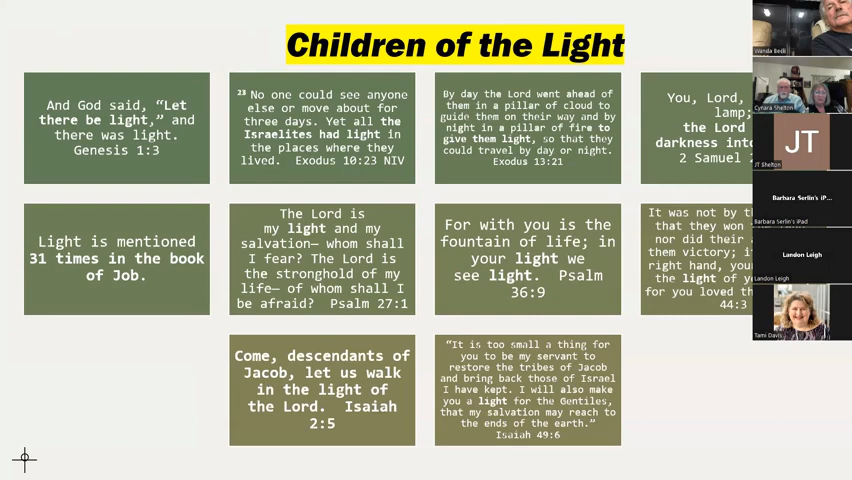 Children of the Light
And God said, “Let
there be light,” and
there was light.
Genesis 1:3
23 No one could see anyone
else or move about for
three days. Yet all the
Israelites had light in
the places where they
lived. Exodus 10:23 NIV
By day the Lord went ahead of
them in a pillar of cloud to
guide them on their way and by
night in a pillar of fire to
give them light, so that they
could travel by day or night.
Exodus 13:21
You, Lord,
lamp;
the Lord
darkness into
2 Samuel
Light is mentioned
31 times in the book
of Job.
The Lord is
my light and my
salvation— whom shall
I fear? The Lord is
the stronghold of my
life— of whom shall I
be afraid? Psalm 27:1
For with you is the
fountain of life; in
your light we
see light. Psalm
36:9
It was not by
that they won
nor did their
them victory;
right hand,
the light of
for you loved
44:3
Come, descendants of
Jacob, let us walk
in the light of
the Lord. Isaiah
2:5
“It is too small a thing for
you to be my servant to
restore the tribes of Jacob
and bring back those of Israel
I have kept. I will also make
you a light for the Gentiles,
that my salvation may reach to
the ends of the earth.”
Isaiah 49:6
Wanda Bedi
Cynara Shelton
JT
JT Shelton
Barbara Serlin's iP...
Barbara Serlin's iPad
Landon Leigh
Landon Leigh
Tami Davis